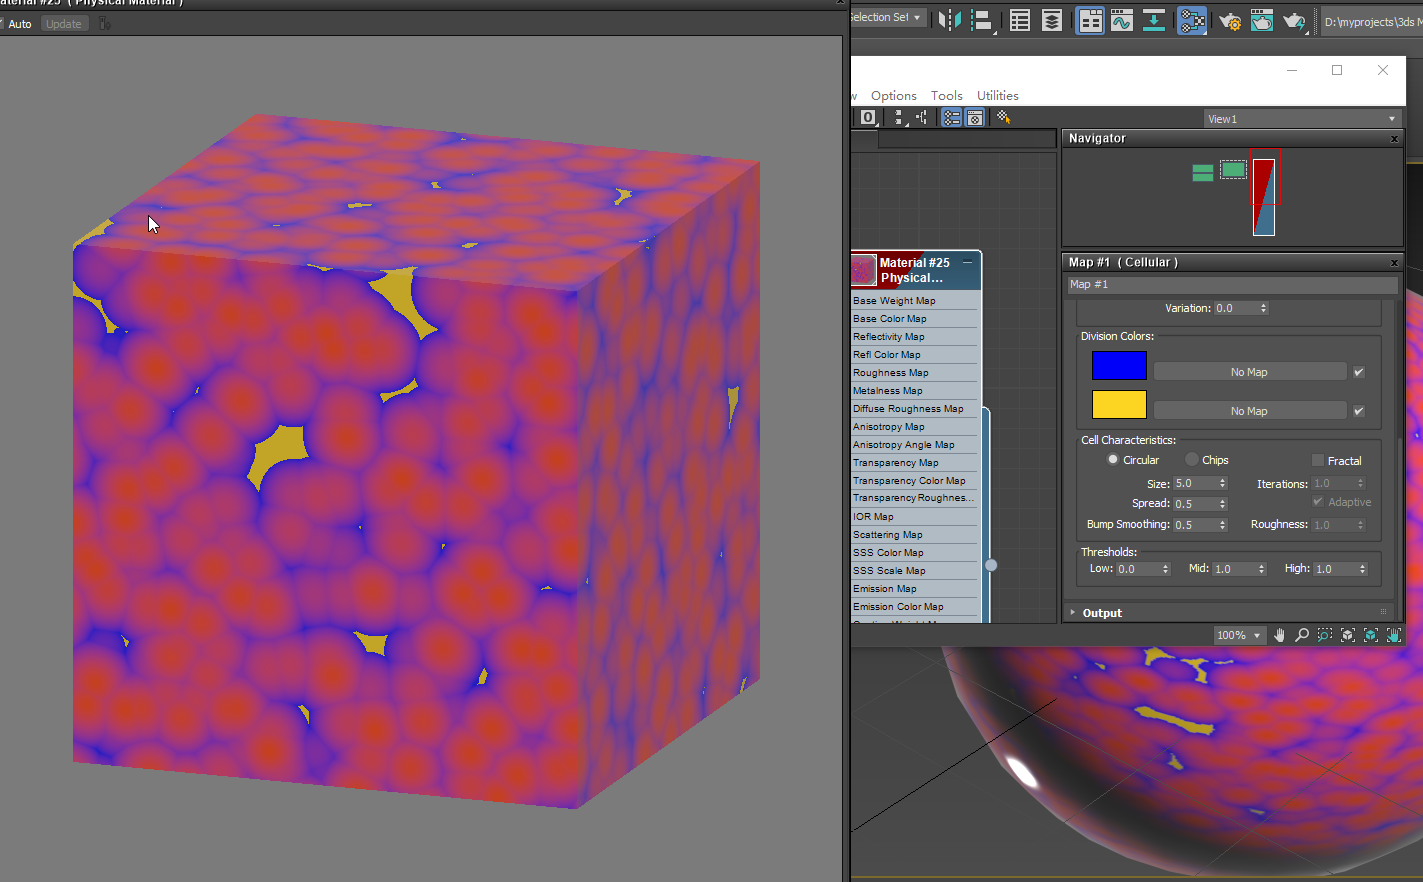 aterial #25 ( Physical Material )
Auto Update
Selection Set
D:\myprojects\3ds M
Options Tools Utilities
0
View1
Navigator
Material #25
Physical...
Base Weight Map
Base Color Map
Reflectivity Map
Refl Color Map
Roughness Map
Metalness Map
Diffuse Roughness Map
Anisotropy Map
Anisotropy Angle Map
Transparency Map
Transparency Color Map
Transparency Roughnes...
IOR Map
Scattering Map
SSS Color Map
SSS Scale Map
Emission Map
Emission Color Map
Map #1 ( Cellular )
Map #1
Variation: 0.0
Division Colors:
No Map
No Map
Cell Characteristics:
Circular Chips Fractal
Size: 5.0 Iterations: 1.0
Spread: 0.5 Adaptive
Bump Smoothing: 0.5 Roughness: 1.0
Thresholds:
Low: 0.0 Mid: 1.0 High: 1.0
Output
100%